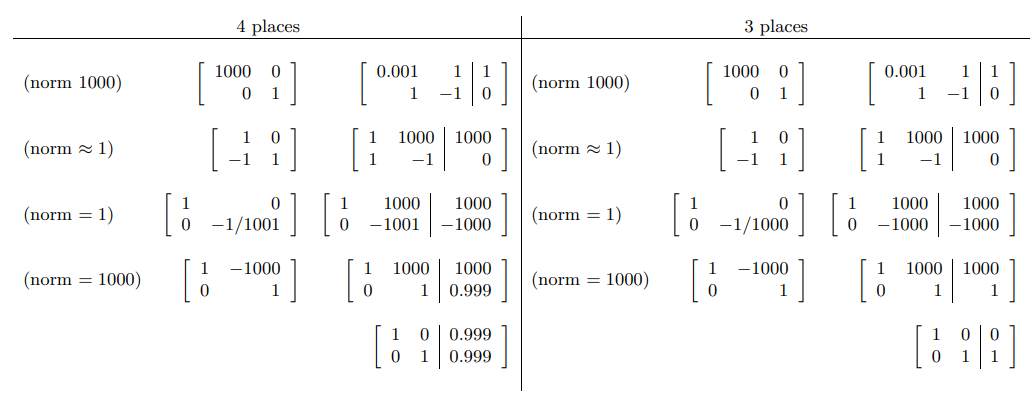 4 places 3 places
(norm 1000) [ 1000 0 ] [ 0.001 1 | 1 ] (norm 1000) [ 1000 0 ] [ 0.001 1 | 1 ]
[ 0 1 ] [ 1 −1 | 0 ] [ 0 1 ] [ 1 −1 | 0 ]
(norm ≈ 1) [ 1 0 ] [ 1 1000 | 1000 ] (norm ≈ 1) [ 1 0 ] [ 1 1000 | 1000 ]
[ −1 1 ] [ 1 −1 | 0 ] [ −1 1 ] [ 1 −1 | 0 ]
(norm = 1) [ 1 0 ] [ 1 1000 | 1000 ] (norm = 1) [ 1 0 ] [ 1 1000 | 1000 ]
[ 0 −1/1001 ] [ 0 −1001 | −1000 ] [ 0 −1/1000 ] [ 0 −1000 | −1000 ]
(norm = 1000) [ 1 −1000 ] [ 1 1000 | 1000 ] (norm = 1000) [ 1 −1000 ] [ 1 1000 | 1000 ]
[ 0 1 ] [ 0 1 | 0.999 ] [ 0 1 ] [ 0 1 | 1 ]
[ 1 0 | 0.999 ] [ 1 0 | 0 ]
[ 0 1 | 0.999 ] [ 0 1 | 1 ]